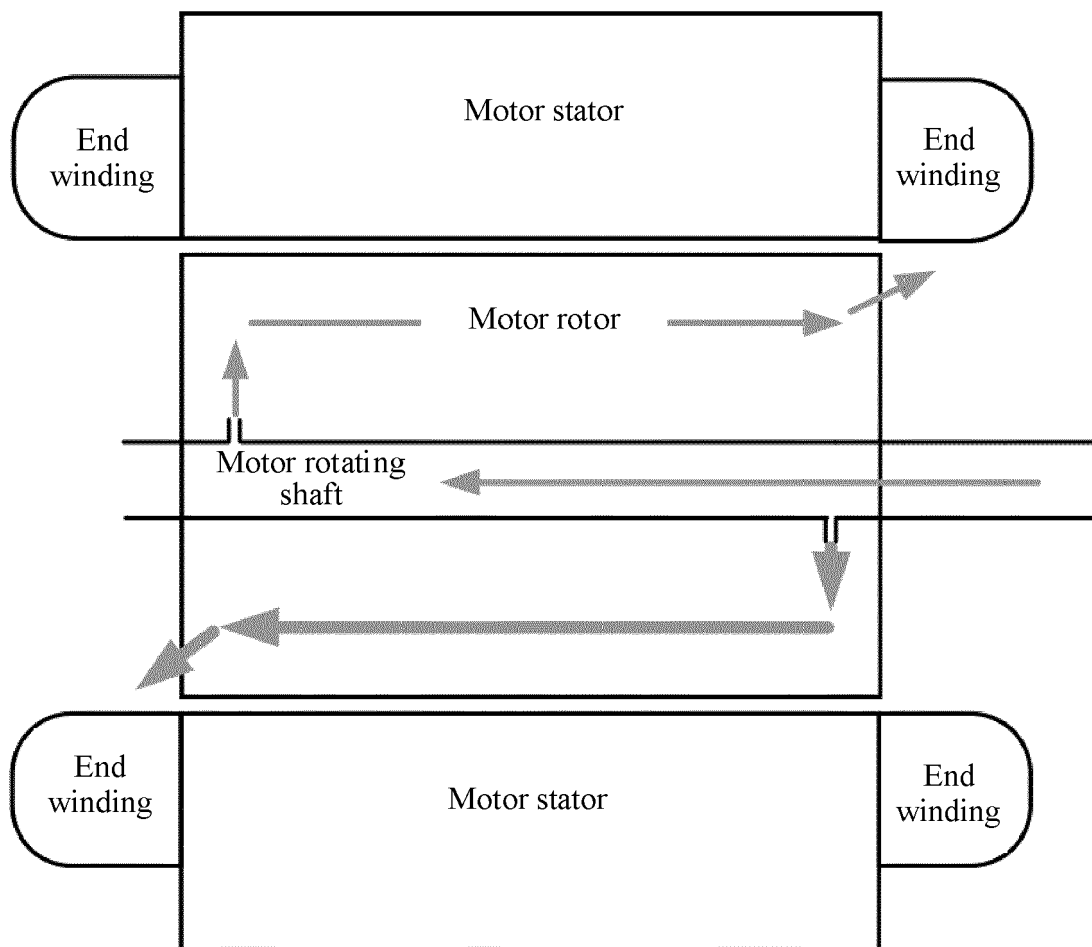 Motor stator
End
winding
End
winding
Motor rotor
Motor rotating
shaft
End
winding
Motor stator
End
winding